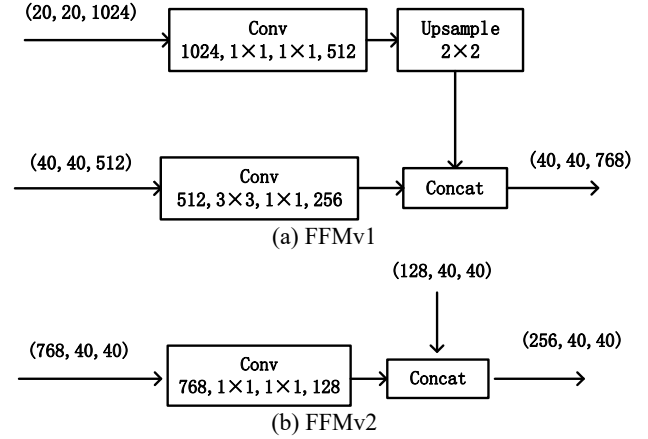 (20, 20, 1024)
Conv
1024, 1×1, 1×1, 512
Upsample
2×2
(40, 40, 512)
Conv
512, 3×3, 1×1, 256
Concat
(40, 40, 768)
(a) FFMv1
(128, 40, 40)
(768, 40, 40)
Conv
768, 1×1, 1×1, 128
Concat
(256, 40, 40)
(b) FFMv2